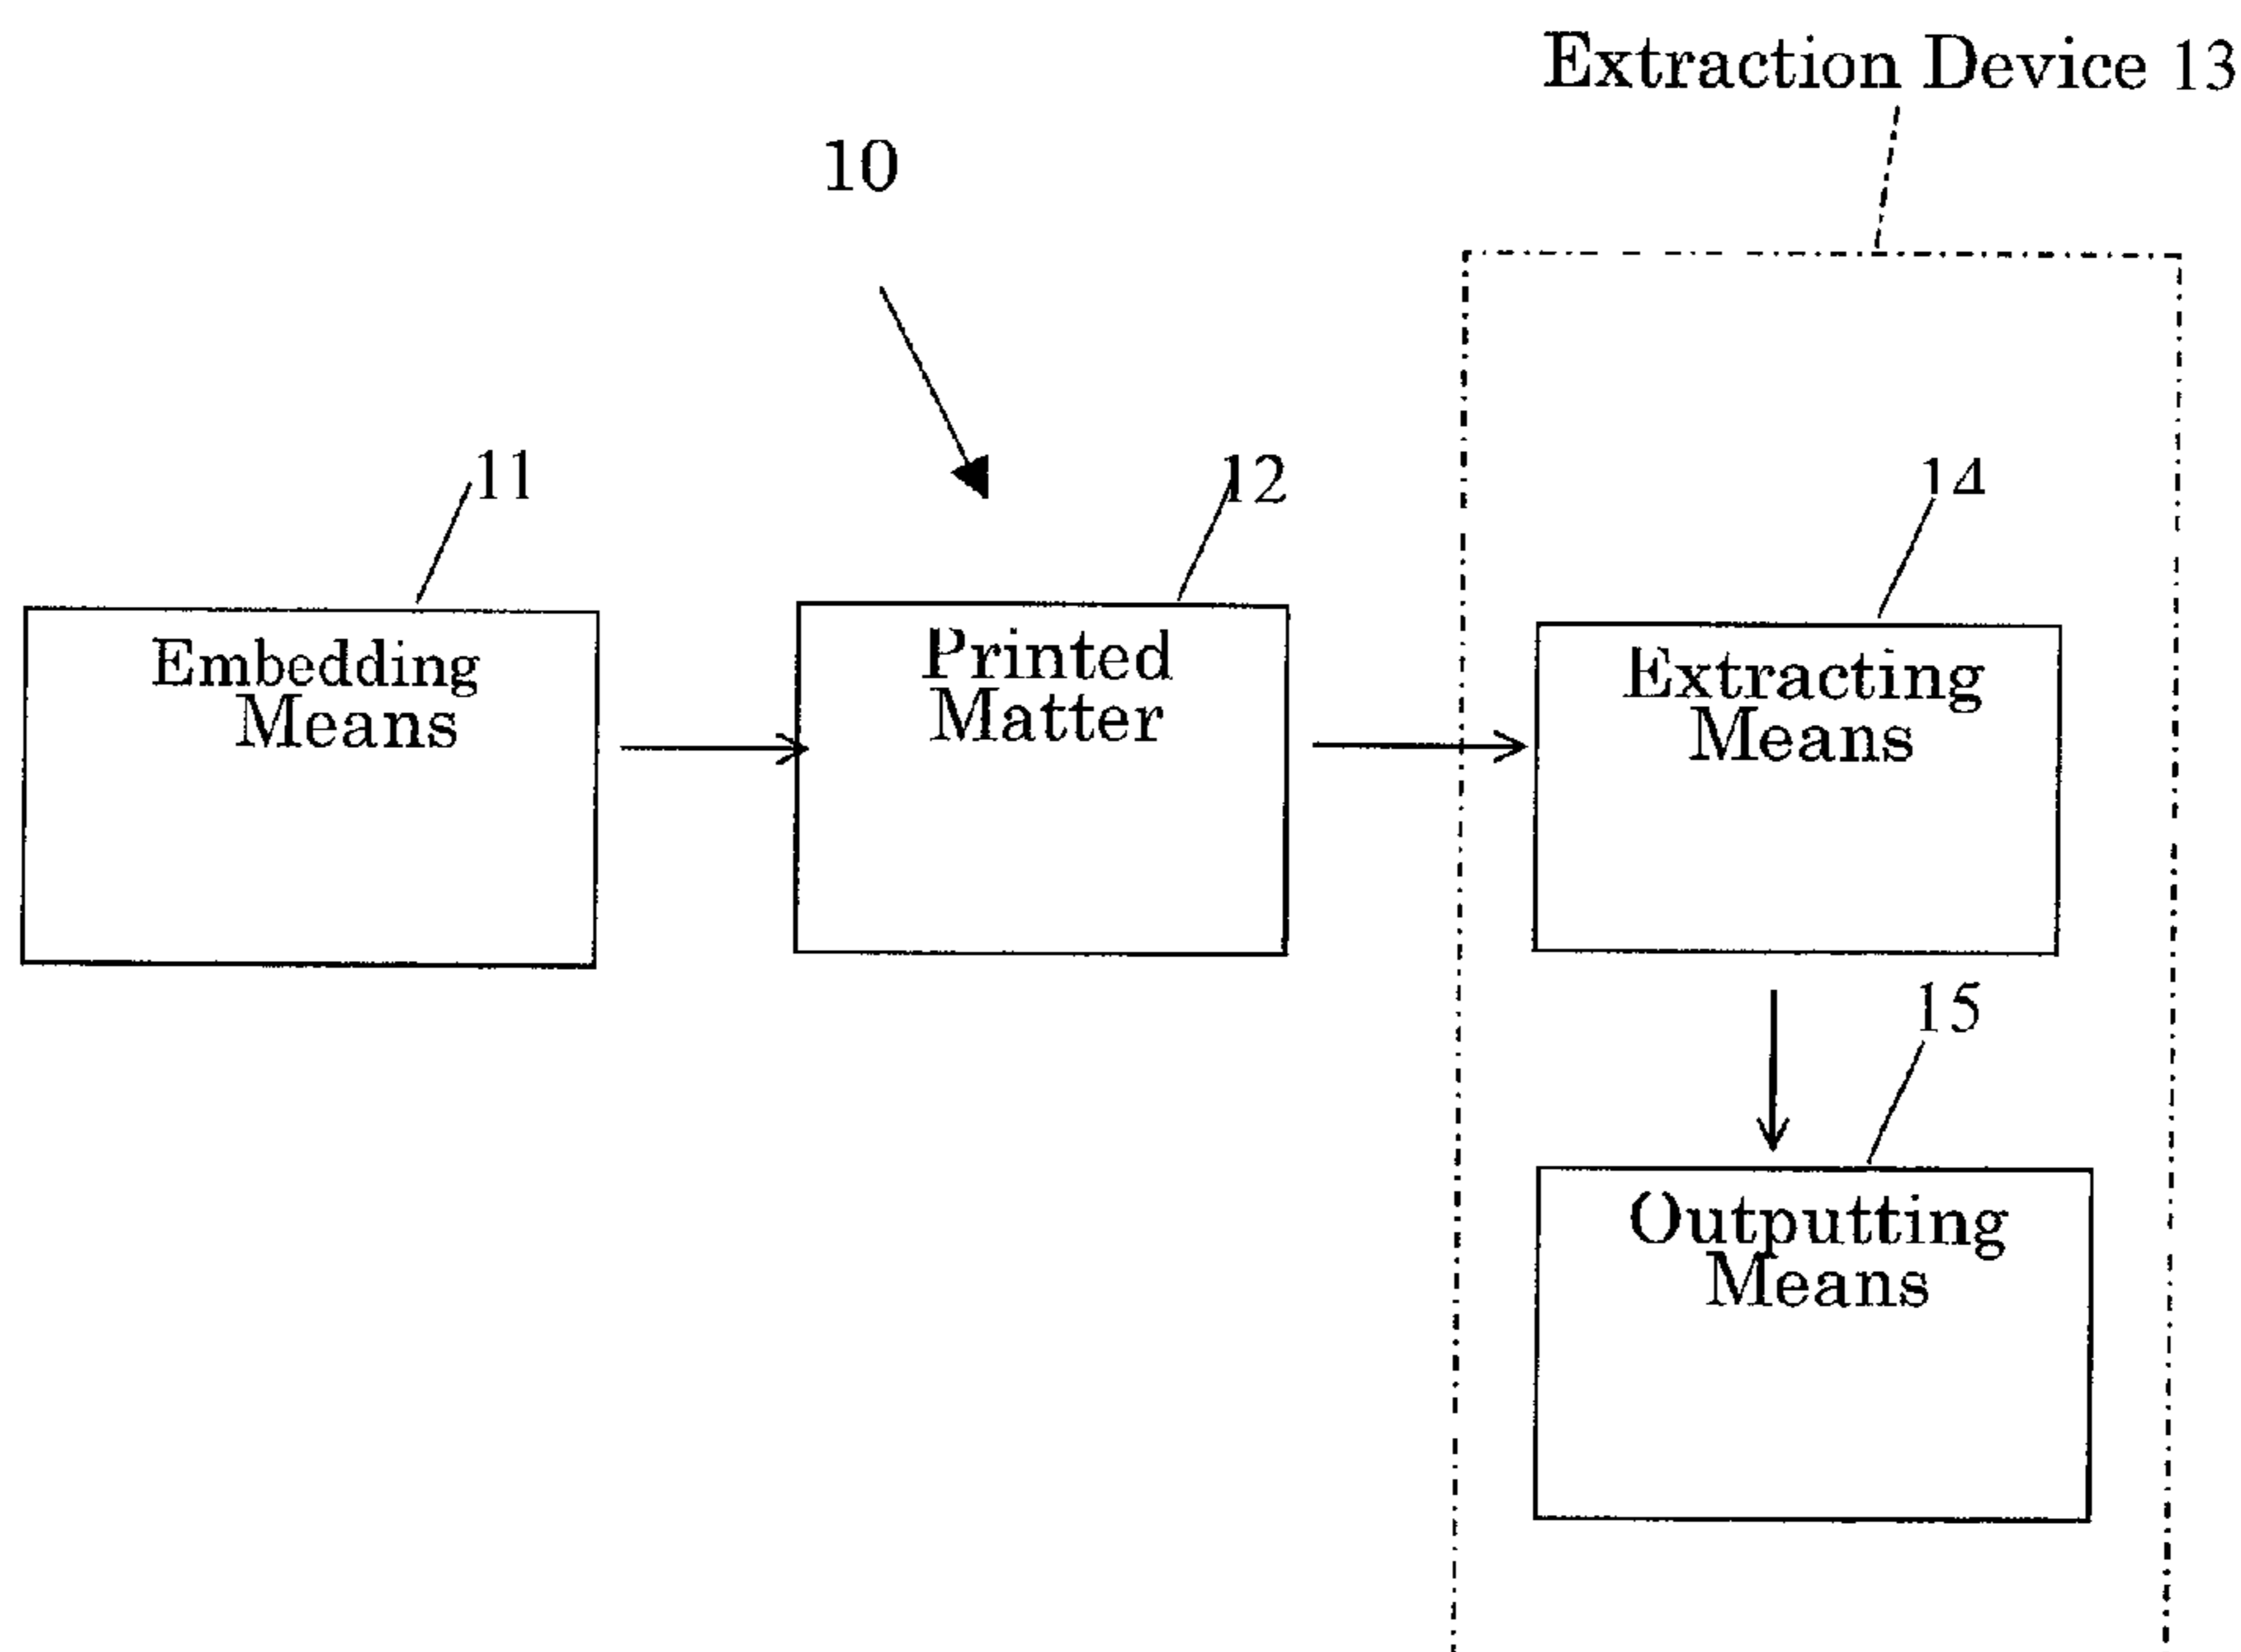 Extraction Device 13
10
11
12
14
Embedding
Means
Printed
Matter
Extracting
Means
15
Outputting
Means